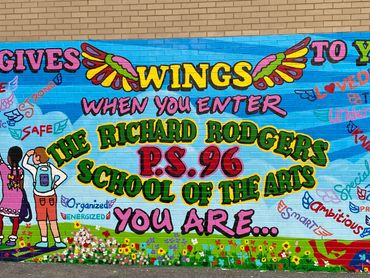 GIVES WINGS TO Y
WHEN YOU ENTER
THE RICHARD RODGERS
P.S. 96
SCHOOL OF THE ARTS
YOU ARE...
STRONG
SAFE
LOVED
Organized
ENERGIZED
Special
Smart
Ambitious